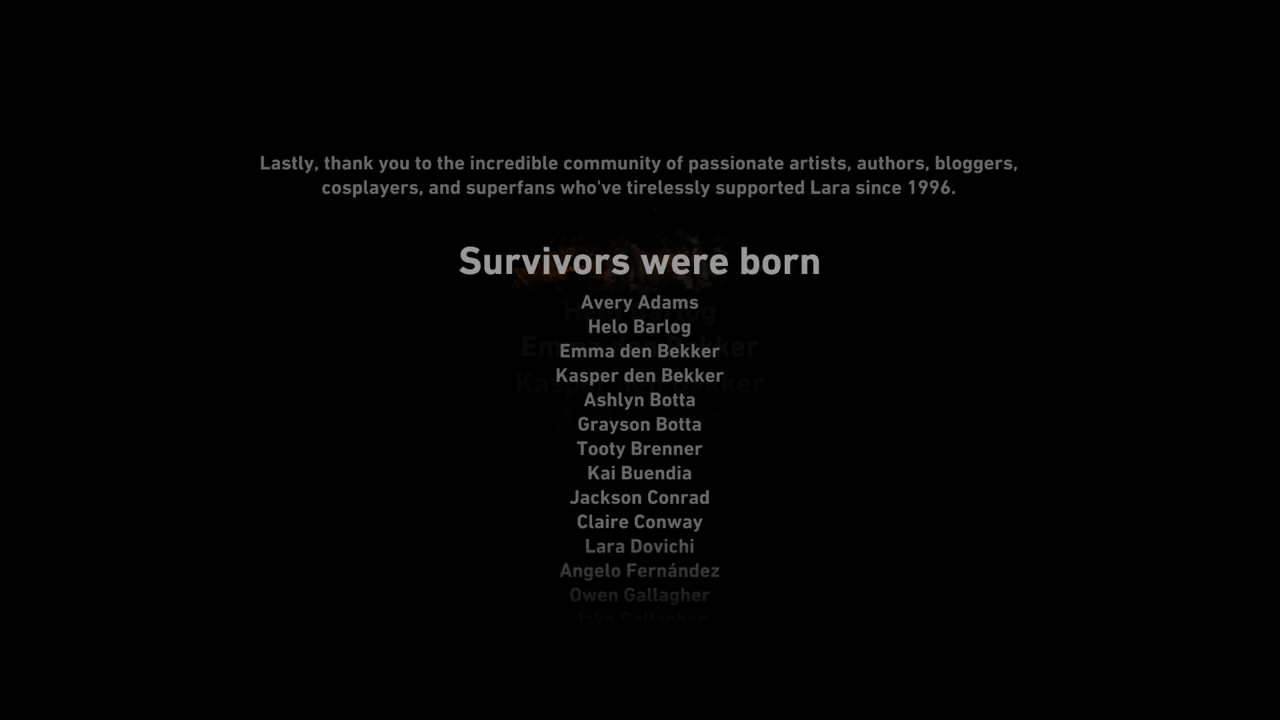 Lastly, thank you to the incredible community of passionate artists, authors, bloggers,
cosplayers, and superfans who've tirelessly supported Lara since 1996.
Survivors were born
Avery Adams
Helo Barlog
Emma den Bekker
Kasper den Bekker
Ashlyn Botta
Grayson Botta
Tooty Brenner
Kai Buendia
Jackson Conrad
Claire Conway
Lara Dovichi
Angelo Fernández
Owen Gallagher
Gallagher